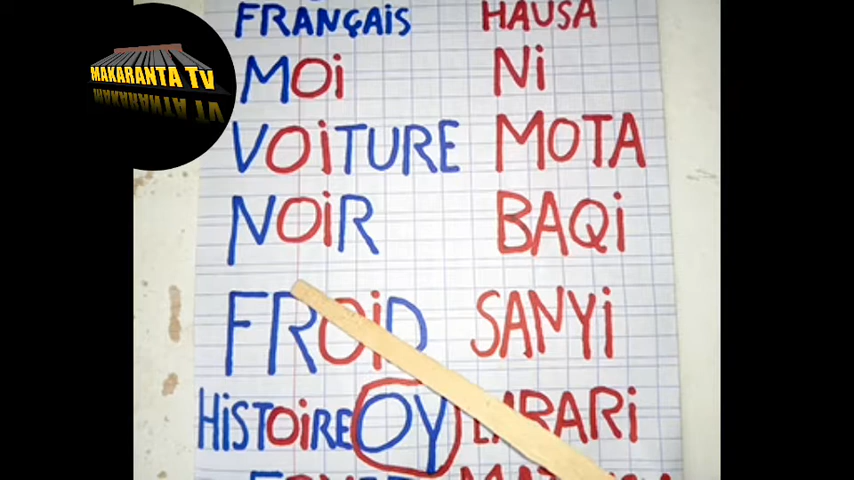 MAKARANTA TV
FRANÇAIS HAUSA
MOI NI
VOITURE MOTA
NOIR BAQI
FROID SANYI
HISTOIRE OY LABARI